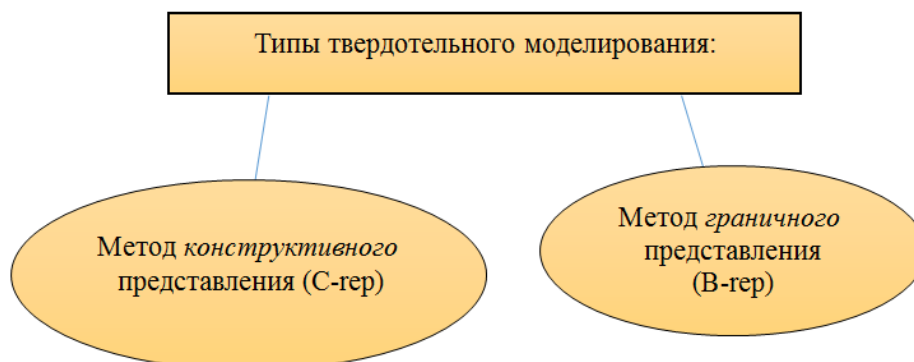 Типы твердотельного моделирования:
Метод конструктивного
представления (C-rep)
Метод граничного
представления
(B-rep)